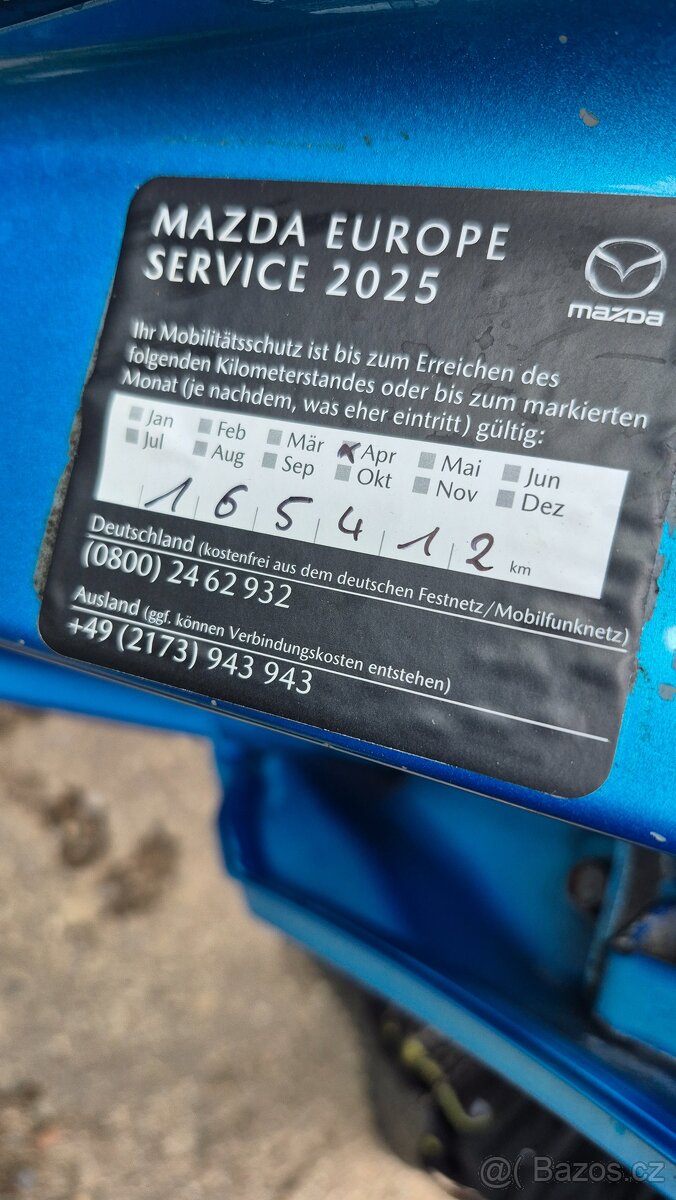 MAZDA EUROPE
SERVICE 2025
mazda
Ihr Mobilitätsschutz ist bis zum Erreichen des
folgenden Kilometerstandes oder bis zum markierten
Monat (je nachdem, was eher eintritt) gültig:
Jan Feb Mär Apr Mai Jun
Jul Aug Sep Okt Nov Dez
165412 km
Deutschland (kostenfrei aus dem deutschen Festnetz/Mobilfunknetz)
(0800) 24 62 932
Ausland (ggf. können Verbindungskosten entstehen)
+49 (2173) 943 943
@( Bazos.cz